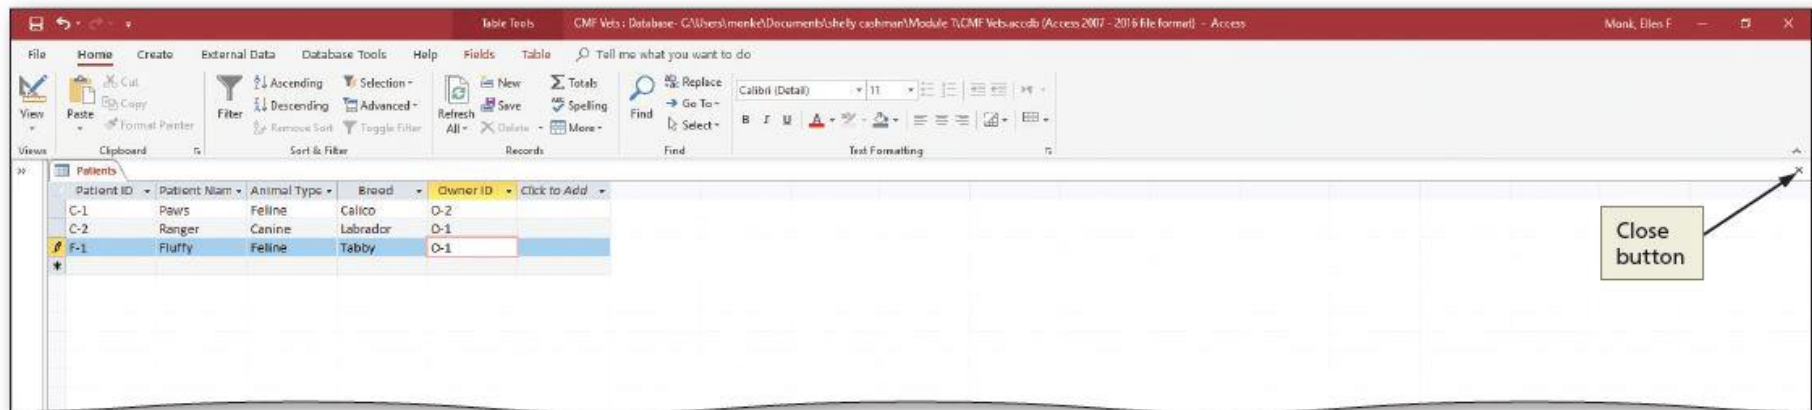 Table Tools CMF Vets : Database- C:\Users\monke\Documents\shelly cashman\Module 7\CMF Vets.accdb (Access 2007 - 2016 file format) - Access Monk, Ellen F
File Home Create External Data Database Tools Help Fields Table Tell me what you want to do
Cut Ascending Selection New Totals Replace
Calibri (Detail) 11
View Paste Copy Filter Descending Advanced Refresh All Save Spelling Find Go To
Format Painter Remove Sort Toggle Filter Delete More Select B I U A
Views Clipboard Sort & Filter Records Find Text Formatting
Patients
Patient ID Patient Nam Animal Type Breed Owner ID Click to Add
C-1 Paws Feline Calico O-2
C-2 Ranger Canine Labrador O-1
F-1 Fluffy Feline Tabby O-1
Close
button